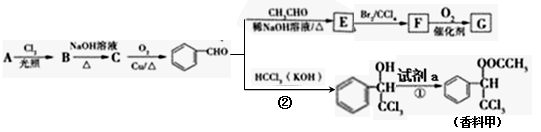 CH₃CHO
稀NaOH溶液/△
E
Br₂/CCl₄
F
O₂
催化剂
G
A
Cl₂
光照
B
NaOH溶液
△
C
O₂
Cu/△
CHO
HCCl₃(KOH)
②
OH
CCl₃
试剂 a
①
OOCCH₃
CCl₃
(香料甲)